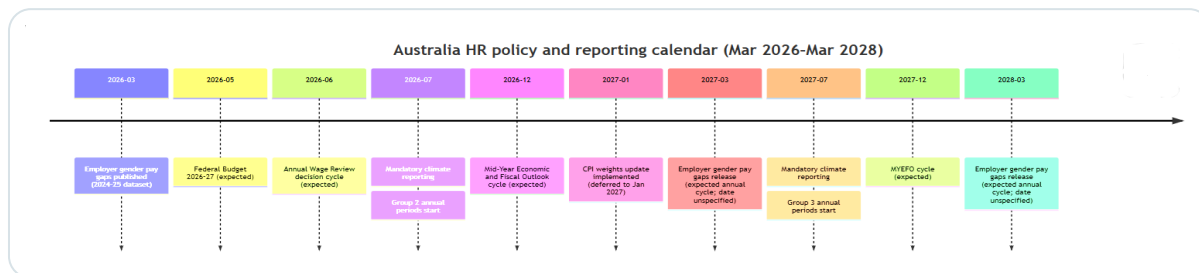 Australia HR policy and reporting calendar (Mar 2026–Mar 2028)
2026-03
2026-05
2026-06
2026-07
2026-12
2027-01
2027-03
2027-07
2027-12
2028-03
Employer gender pay
gaps published
(2024-25 dataset)
Federal Budget
2026-27 (expected)
Annual Wage Review
decision cycle
(expected)
Mandatory climate
reporting
Group 2 annual
periods start
Mid-Year Economic
and Fiscal Outlook
cycle (expected)
CPI weights update
implemented
(deferred to Jan
2027)
Employer gender pay
gaps release
(expected annual
cycle; date
unspecified)
Mandatory climate
reporting
Group 3 annual
periods start
MYEFO cycle
(expected)
Employer gender pay
gaps release
(expected annual
cycle; date
unspecified)